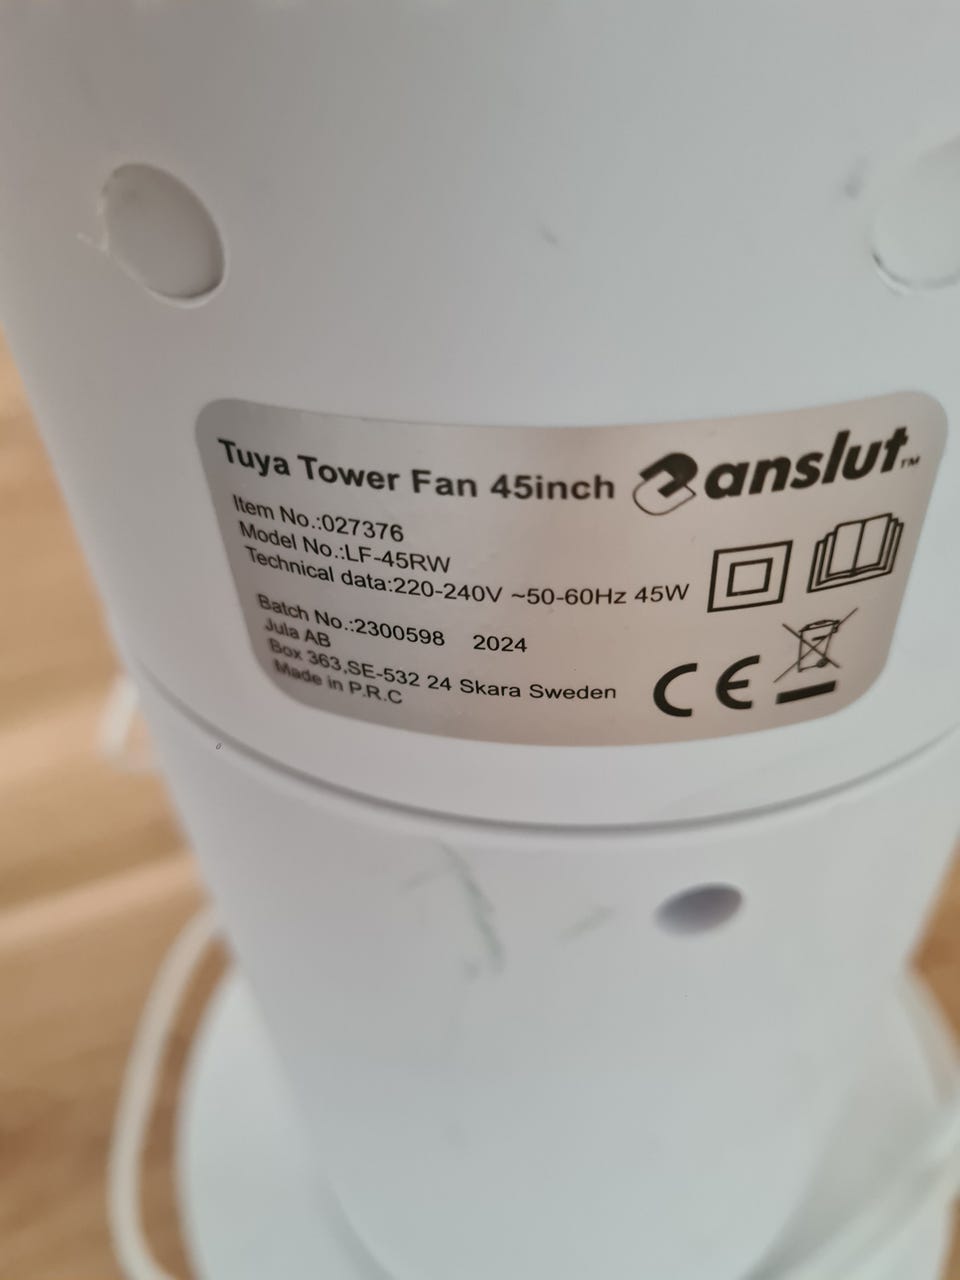 Tuya Tower Fan 45inch
anslut™
Item No.:027376
Model No.:LF-45RW
Technical data:220-240V ~50-60Hz 45W
Batch No.:2300598 2024
Jula AB
Box 363,SE-532 24 Skara Sweden
Made in P.R.C
CE